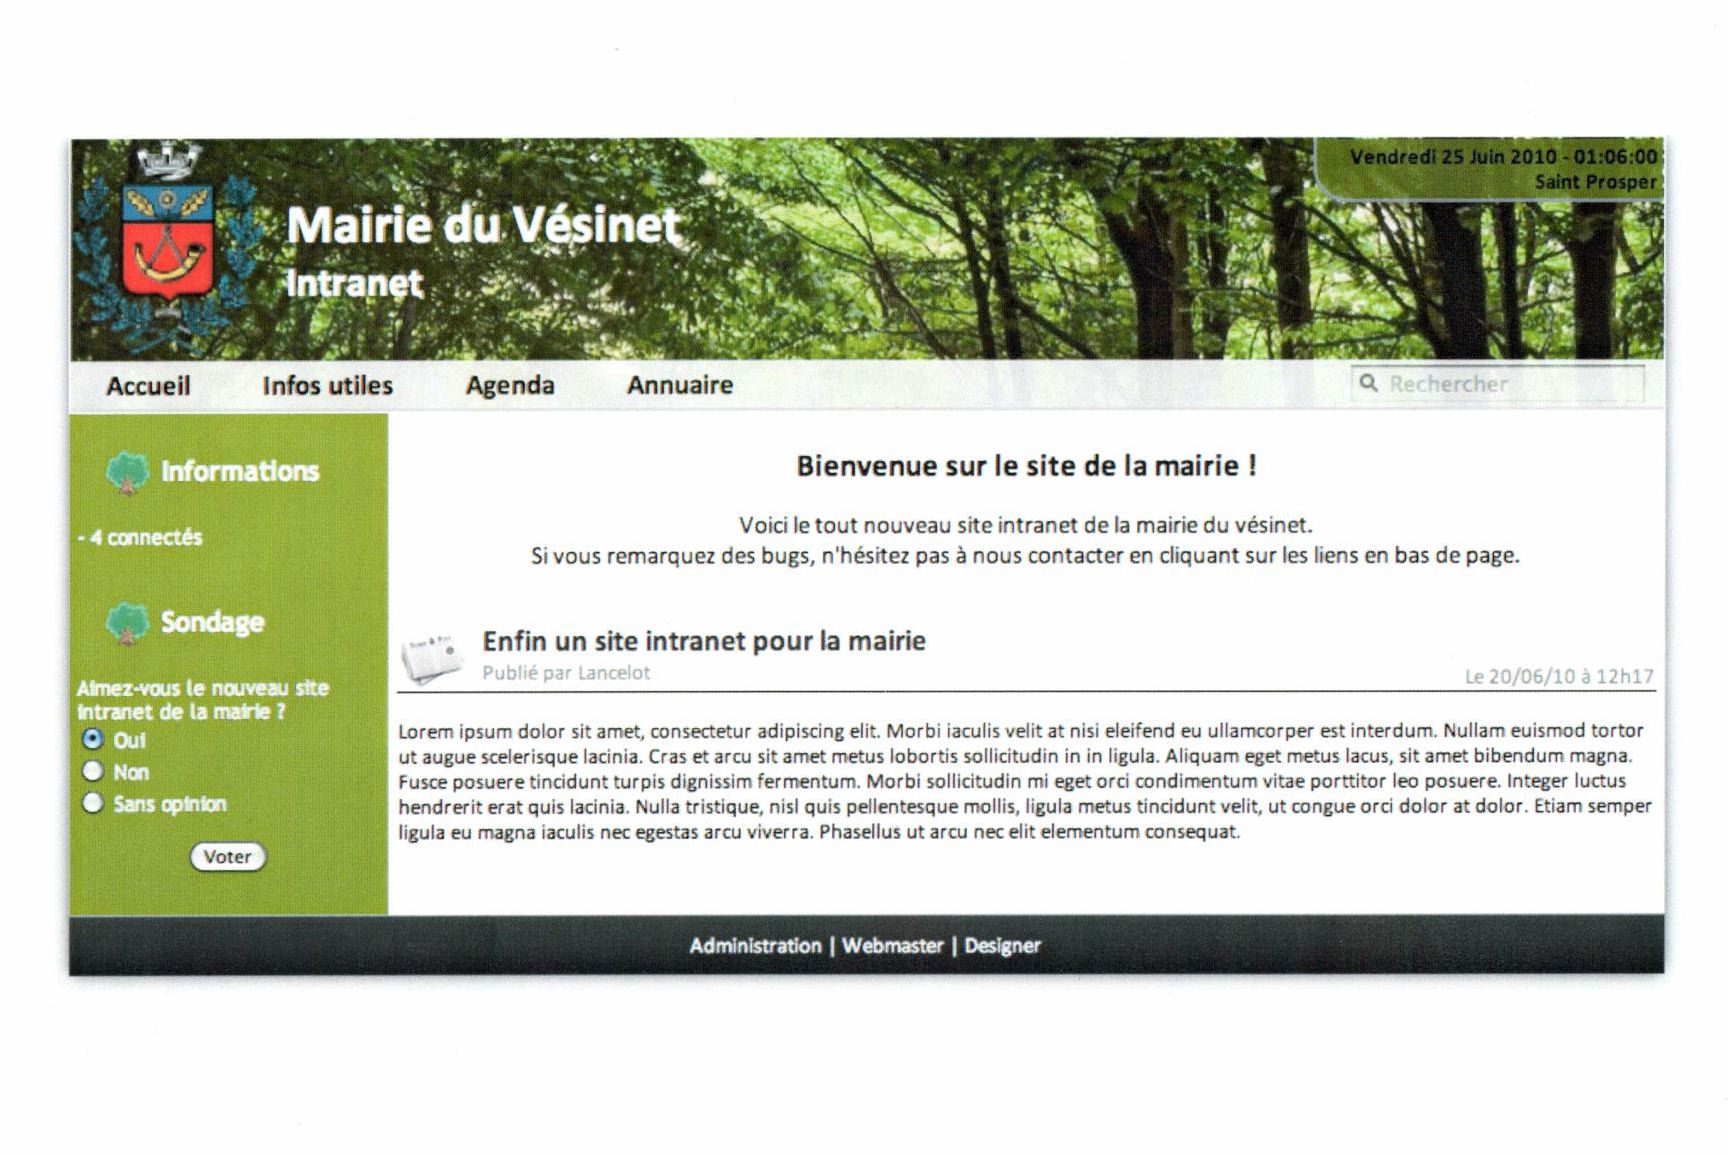 Vendredi 25 Juin 2010 - 01:06:00
Saint Prosper
Mairie du Vésinet
Intranet
Accueil Infos utiles Agenda Annuaire Rechercher
Informations
- 4 connectés
Sondage
Aimez-vous le nouveau site
intranet de la mairie ?
Oui
Non
Sans opinion
Voter
Bienvenue sur le site de la mairie !
Voici le tout nouveau site intranet de la mairie du vésinet.
Si vous remarquez des bugs, n'hésitez pas à nous contacter en cliquant sur les liens en bas de page.
Enfin un site intranet pour la mairie
Publié par Lancelot
Le 20/06/10 à 12h17
Lorem ipsum dolor sit amet, consectetur adipiscing elit. Morbi iaculis velit at nisi eleifend eu ullamcorper est interdum. Nullam euismod tortor
ut augue scelerisque lacinia. Cras et arcu sit amet metus lobortis sollicitudin in in ligula. Aliquam eget metus lacus, sit amet bibendum magna.
Fusce posuere tincidunt turpis dignissim fermentum. Morbi sollicitudin mi eget orci condimentum vitae porttitor leo posuere. Integer luctus
hendrerit erat quis lacinia. Nulla tristique, nisl quis pellentesque mollis, ligula metus tincidunt velit, ut congue orci dolor at dolor. Etiam semper
ligula eu magna iaculis nec egestas arcu viverra. Phasellus ut arcu nec elit elementum consequat.
Administration | Webmaster | Designer